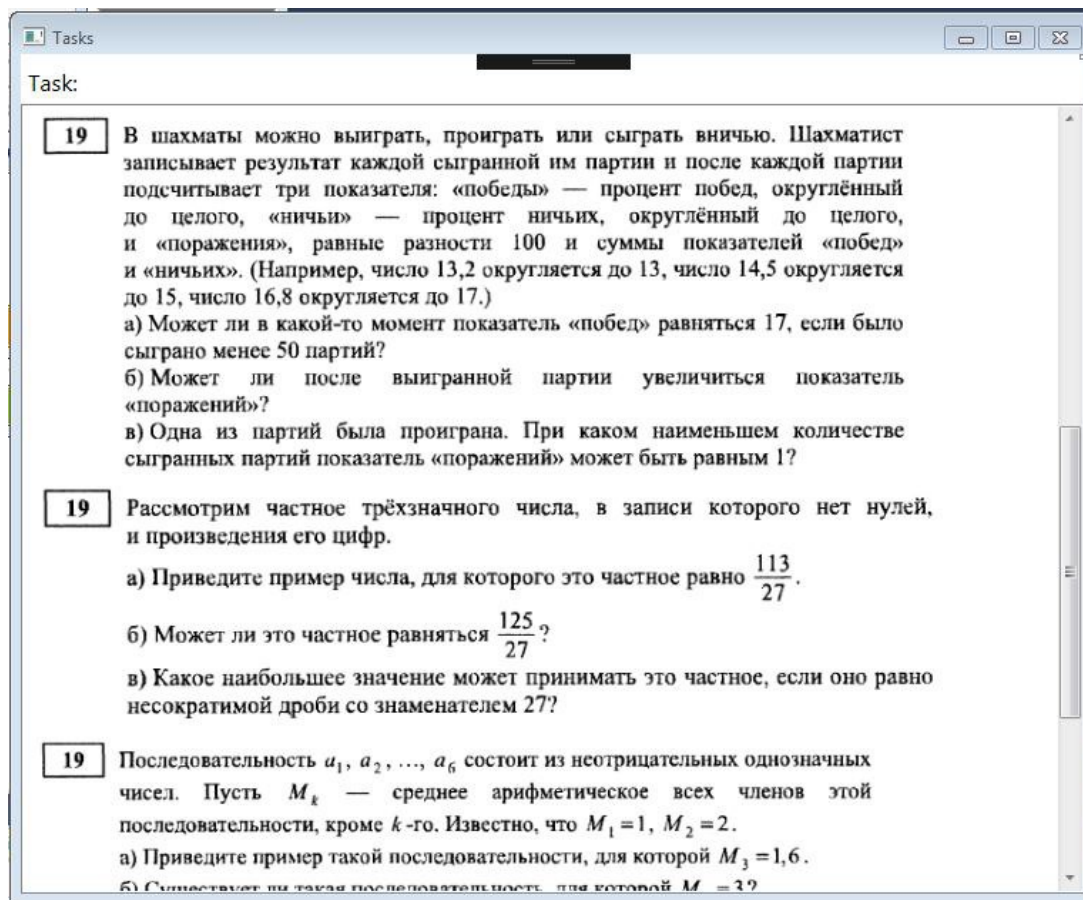 Tasks
Task:
19 В шахматы можно выиграть, проиграть или сыграть вничью. Шахматист
записывает результат каждой сыгранной им партии и после каждой партии
подсчитывает три показателя: «победы» — процент побед, округлённый
до целого, «ничьи» — процент ничьих, округлённый до целого,
и «поражения», равные разности 100 и суммы показателей «побед»
и «ничьих». (Например, число 13,2 округляется до 13, число 14,5 округляется
до 15, число 16,8 округляется до 17.)
а) Может ли в какой-то момент показатель «побед» равняться 17, если было
сыграно менее 50 партий?
б) Может ли после выигранной партии увеличиться показатель
«поражений»?
в) Одна из партий была проиграна. При каком наименьшем количестве
сыгранных партий показатель «поражений» может быть равным 1?
19 Рассмотрим частное трёхзначного числа, в записи которого нет нулей,
и произведения его цифр.
а) Приведите пример числа, для которого это частное равно 113/27.
б) Может ли это частное равняться 125/27?
в) Какое наибольшее значение может принимать это частное, если оно равно
несократимой дроби со знаменателем 27?
19 Последовательность a₁, a₂, ..., a₆ состоит из неотрицательных однозначных
чисел. Пусть Mₖ — среднее арифметическое всех членов этой
последовательности, кроме k-го. Известно, что M₁ = 1, M₂ = 2.
а) Приведите пример такой последовательности, для которой M₃ = 1,6.
б) Существует ли такая последовательность, для которой M = 3?